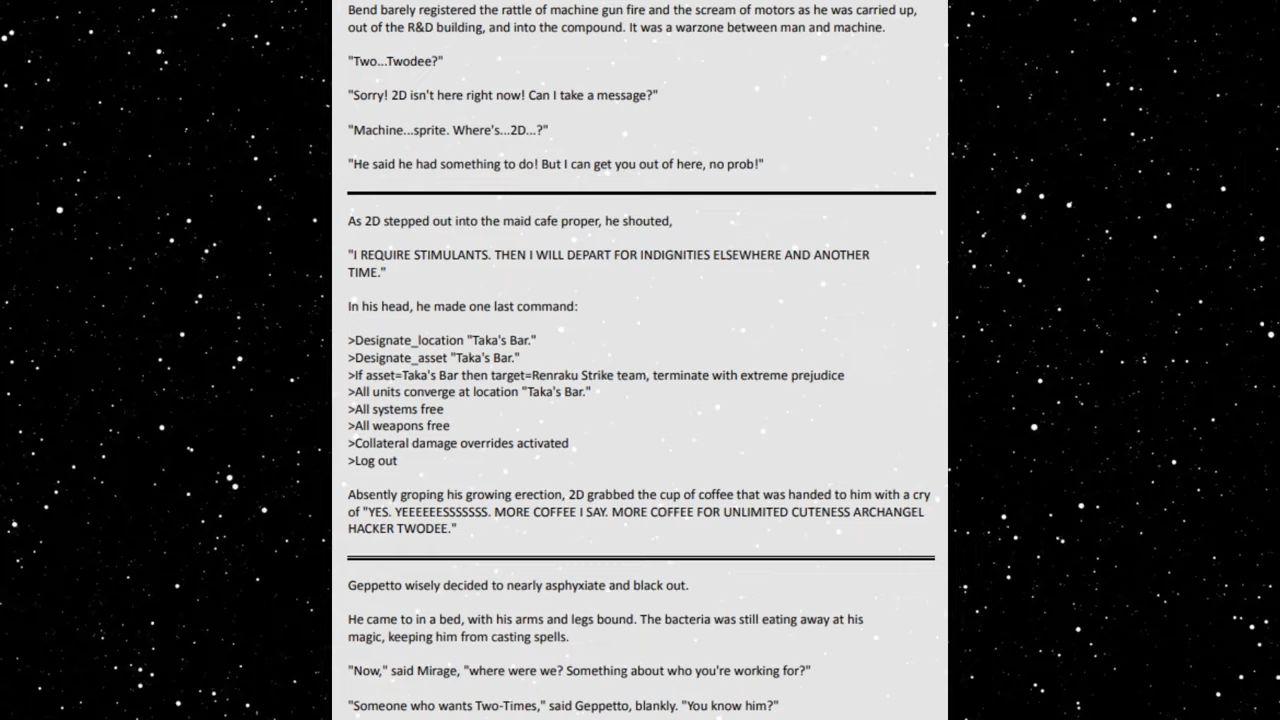 Bend barely registered the rattle of machine gun fire and the scream of motors as he was carried up,
out of the R&D building, and into the compound. It was a warzone between man and machine.
"Two...Twodee?"
"Sorry! 2D isn't here right now! Can I take a message?"
"Machine...sprite. Where's...2D...?"
"He said he had something to do! But I can get you out of here, no prob!"
As 2D stepped out into the maid cafe proper, he shouted,
"I REQUIRE STIMULANTS. THEN I WILL DEPART FOR INDIGNITIES ELSEWHERE AND ANOTHER
TIME."
In his head, he made one last command:
>Designate_location "Taka's Bar."
>Designate_asset "Taka's Bar."
>If asset=Taka's Bar then target=Renraku Strike team, terminate with extreme prejudice
>All units converge at location "Taka's Bar."
>All systems free
>All weapons free
>Collateral damage overrides activated
>Log out
Absently groping his growing erection, 2D grabbed the cup of coffee that was handed to him with a cry
of "YES. YEEEEEESSSSSSS. MORE COFFEE I SAY. MORE COFFEE FOR UNLIMITED CUTENESS ARCHANGEL
HACKER TWODEE."
Geppetto wisely decided to nearly asphyxiate and black out.
He came to in a bed, with his arms and legs bound. The bacteria was still eating away at his
magic, keeping him from casting spells.
"Now," said Mirage, "where were we? Something about who you're working for?"
"Someone who wants Two-Times," said Geppetto, blankly. "You know him?"